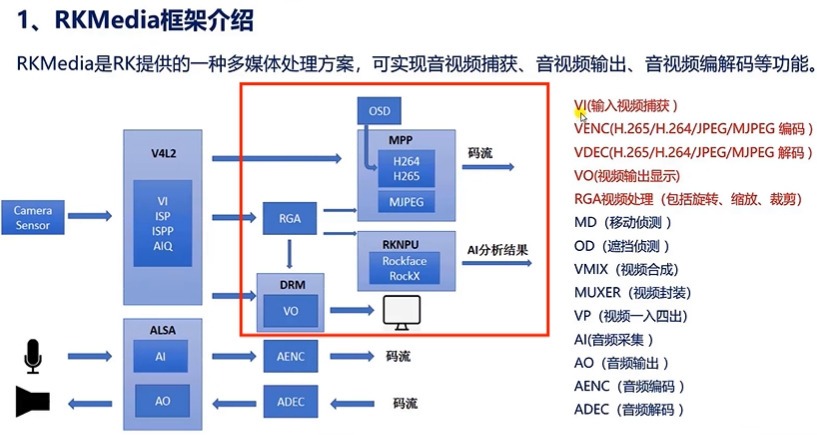 1、RKMedia框架介绍
RKMedia是RK提供的一种多媒体处理方案，可实现音视频捕获、音视频输出、音视频编解码等功能。
Camera
Sensor
V4L2
VI
ISP
ISPP
AIQ
RGA
OSD
MPP
H264
H265
MJPEG
码流
RKNPU
Rockface
RockX
AI分析结果
DRM
VO
ALSA
AI
AENC
码流
AO
ADEC
码流
VI(输入视频捕获）
VENC(H.265/H.264/JPEG/MJPEG 编码）
VDEC(H.265/H.264/JPEG/MJPEG 解码）
VO(视频输出显示)
RGA视频处理（包括旋转、缩放、裁剪)
MD（移动侦测 ）
OD（遮挡侦测 ）
VMIX（视频合成)
MUXER（视频封装)
VP（视频一入四出)
AI(音频采集 ）
AO（音频输出 ）
AENC（音频编码 ）
ADEC（音频解码 ）